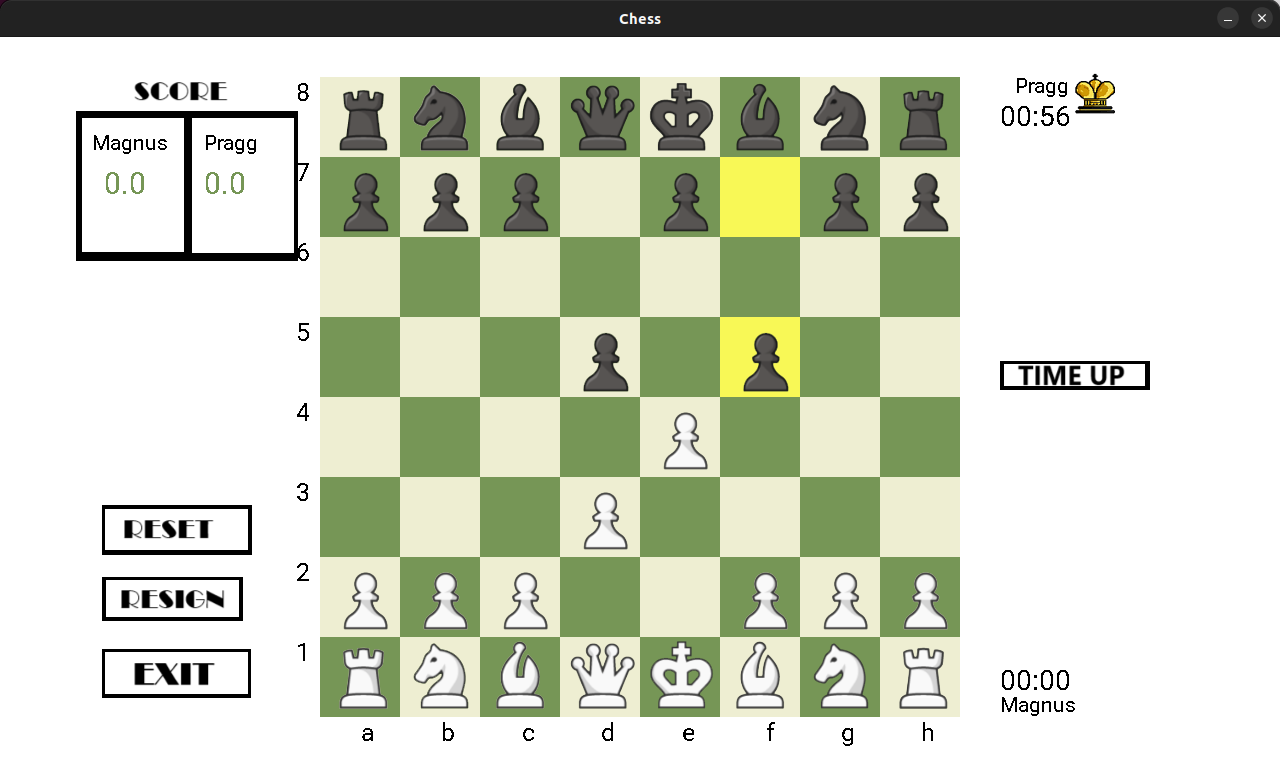 Chess
SCORE
Magnus Pragg
0.0 0.0
8
7
6
5
4
3
2
1
a b c d e f g h
Pragg
00:56
TIME UP
00:00
Magnus
RESET
RESIGN
EXIT